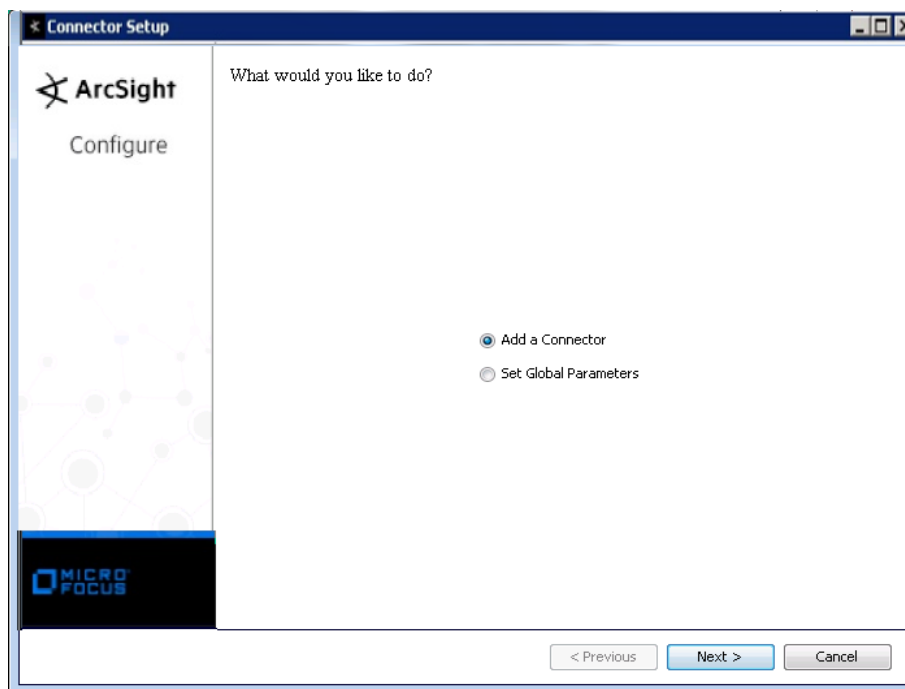 Connector Setup
ArcSight
Configure
What would you like to do?
Add a Connector
Set Global Parameters
MICRO
FOCUS
< Previous
Next >
Cancel